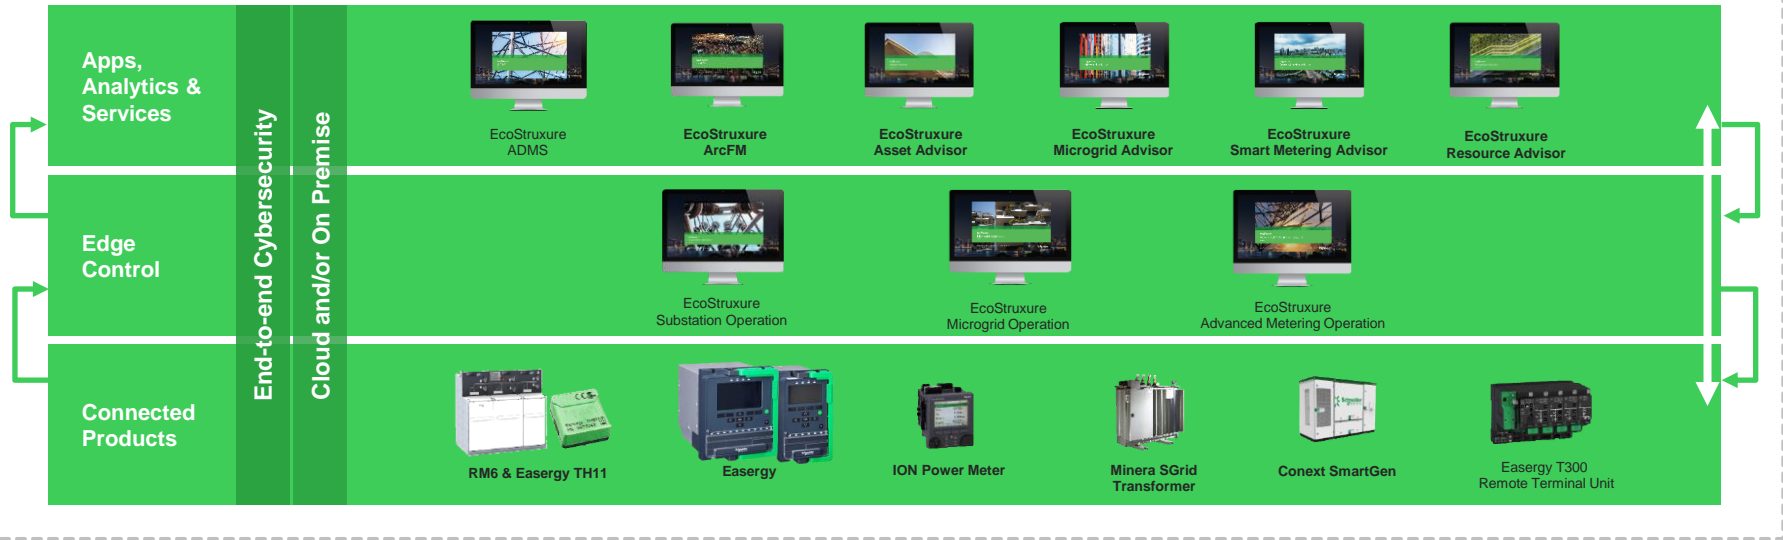 Apps,
Analytics &
Services
End-to-end Cybersecurity
Cloud and/or On Premise
EcoStruxure
ADMS
EcoStruxure
ArcFM
EcoStruxure
Asset Advisor
EcoStruxure
Microgrid Advisor
EcoStruxure
Smart Metering Advisor
EcoStruxure
Resource Advisor
Edge
Control
EcoStruxure
Substation Operation
EcoStruxure
Microgrid Operation
EcoStruxure
Advanced Metering Operation
Connected
Products
RM6 & Easergy TH11
Easergy
ION Power Meter
Minera SGrid
Transformer
Schneider
Conext SmartGen
Easergy T300
Remote Terminal Unit